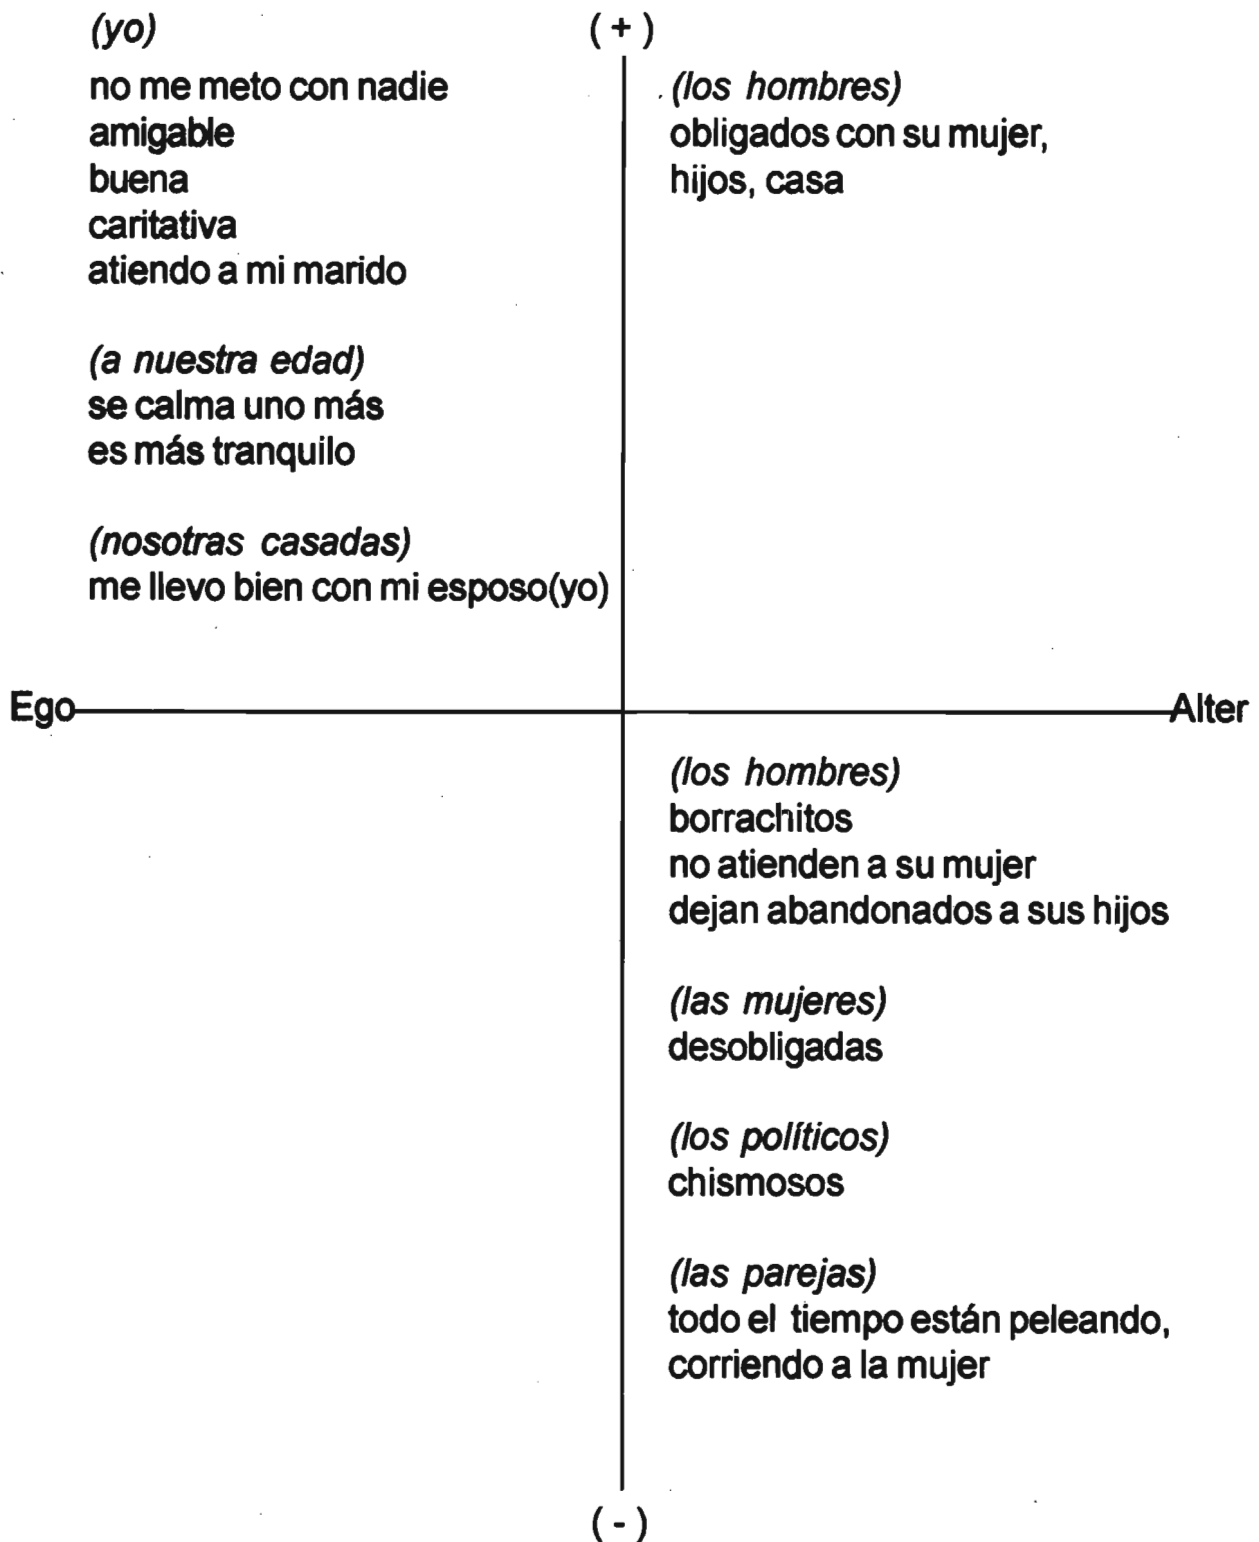 (yo)
( + )
no me meto con nadie
amigable
buena
caritativa
atiendo a mi marido
(a nuestra edad)
se calma uno más
es más tranquilo
(nosotras casadas)
me llevo bien con mi esposo(yo)
(los hombres)
obligados con su mujer,
hijos, casa
Ego
Alter
(los hombres)
borrachitos
no atienden a su mujer
dejan abandonados a sus hijos
(las mujeres)
desobligadas
(los políticos)
chismosos
(las parejas)
todo el tiempo están peleando,
corriendo a la mujer
( - )